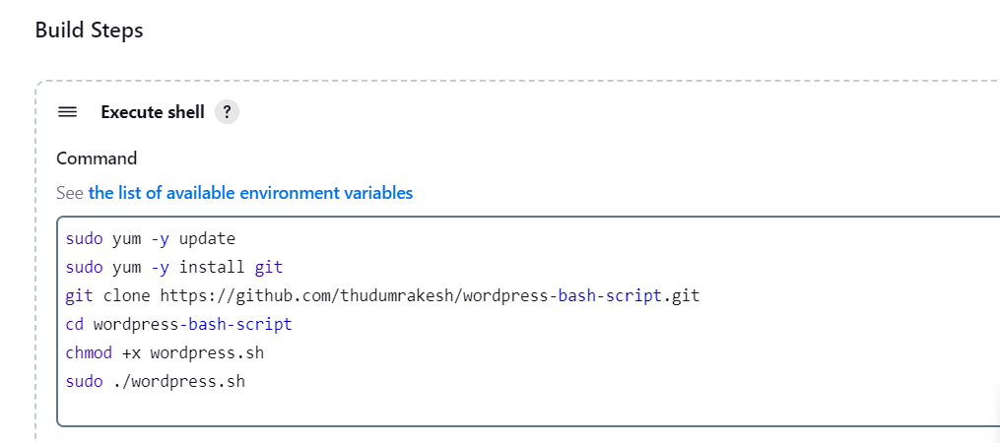 Build Steps
Execute shell ?
Command
See the list of available environment variables
sudo yum -y update
sudo yum -y install git
git clone https://github.com/thudumrakesh/wordpress-bash-script.git
cd wordpress-bash-script
chmod +x wordpress.sh
sudo ./wordpress.sh